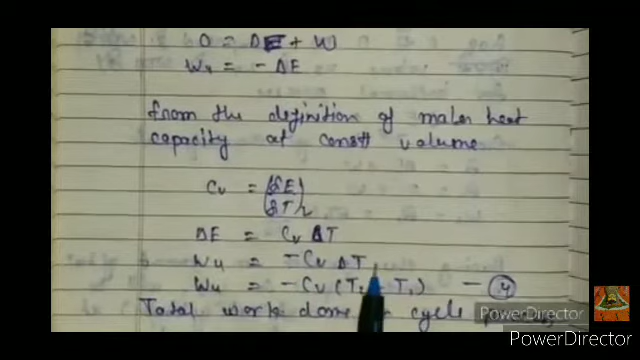 0 = ΔE + W
W₄ = - ΔE
from the definition of molar heat
capacity at constt volume
Cv = (δE/δT)v
ΔE = Cv ΔT
W4 = -Cv ΔT
W4 = -Cv (T₂ - T₁) - (4)
Total work done cycle
PowerDirector
PowerDirector